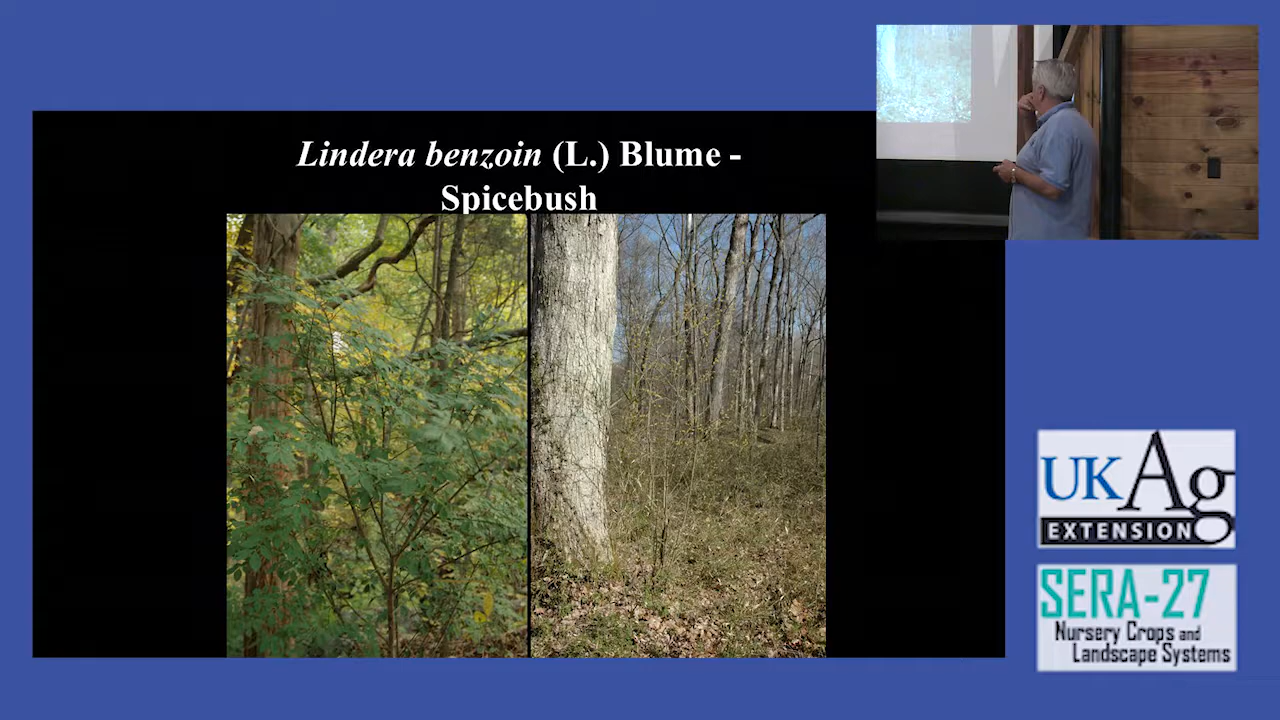 Lindera benzoin (L.) Blume -
Spicebush
UK Ag
EXTENSION
SERA-27
Nursery Crops and
Landscape Systems